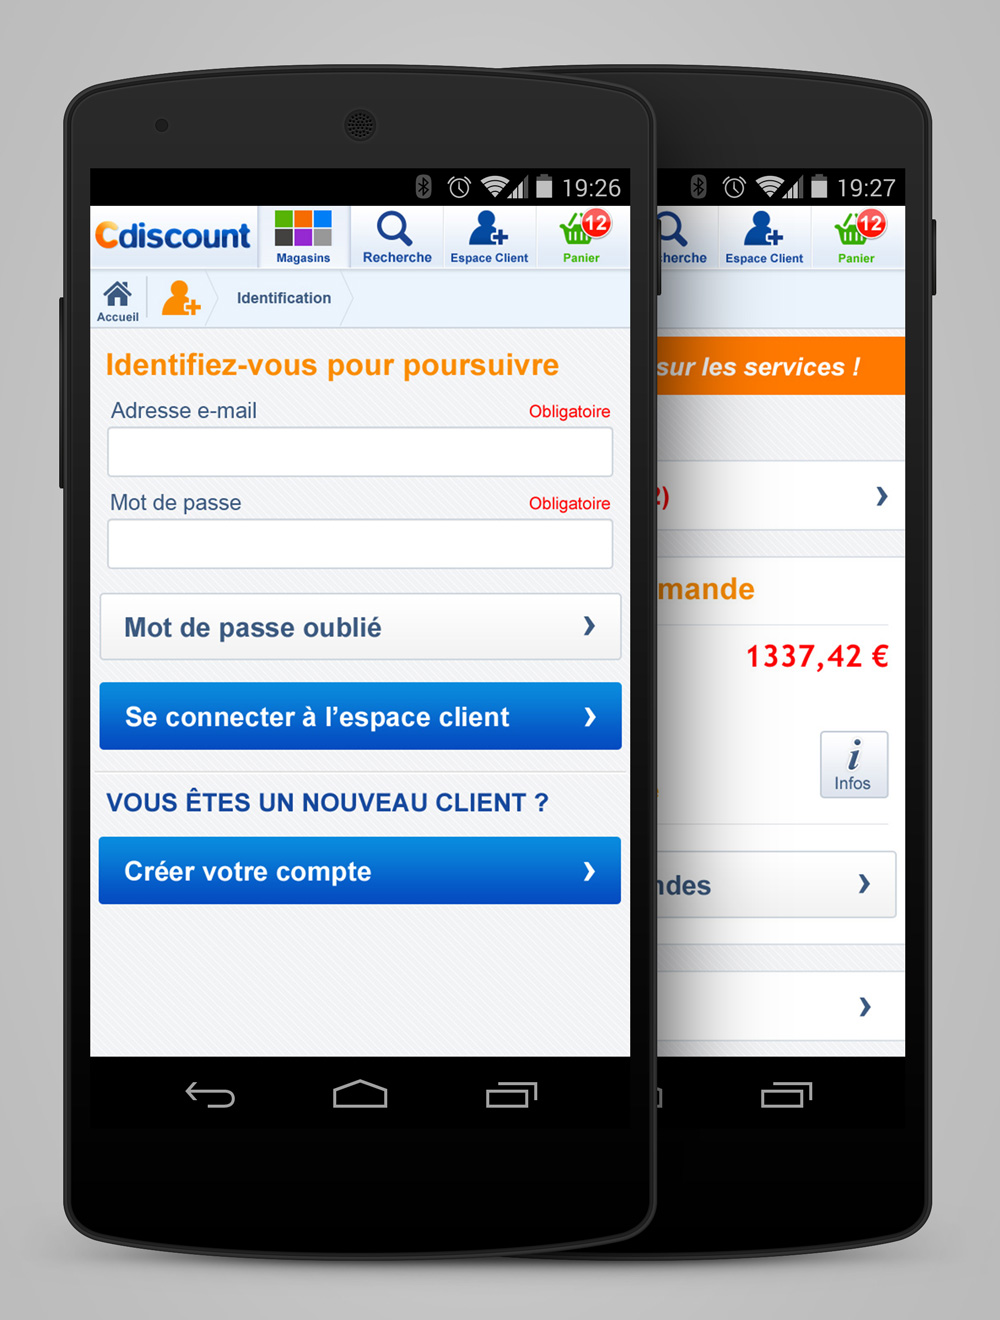 19:26
Cdiscount
Magasins
Recherche
Espace Client
12
Panier
Accueil
Identification
Identifiez-vous pour poursuivre
Adresse e-mail
Obligatoire
Mot de passe
Obligatoire
Mot de passe oublié
Se connecter à l’espace client
VOUS ÊTES UN NOUVEAU CLIENT ?
Créer votre compte
19:27
herche
Espace Client
12
Panier
sur les services !
2)
mande
1337,42 €
i
Infos
ndes